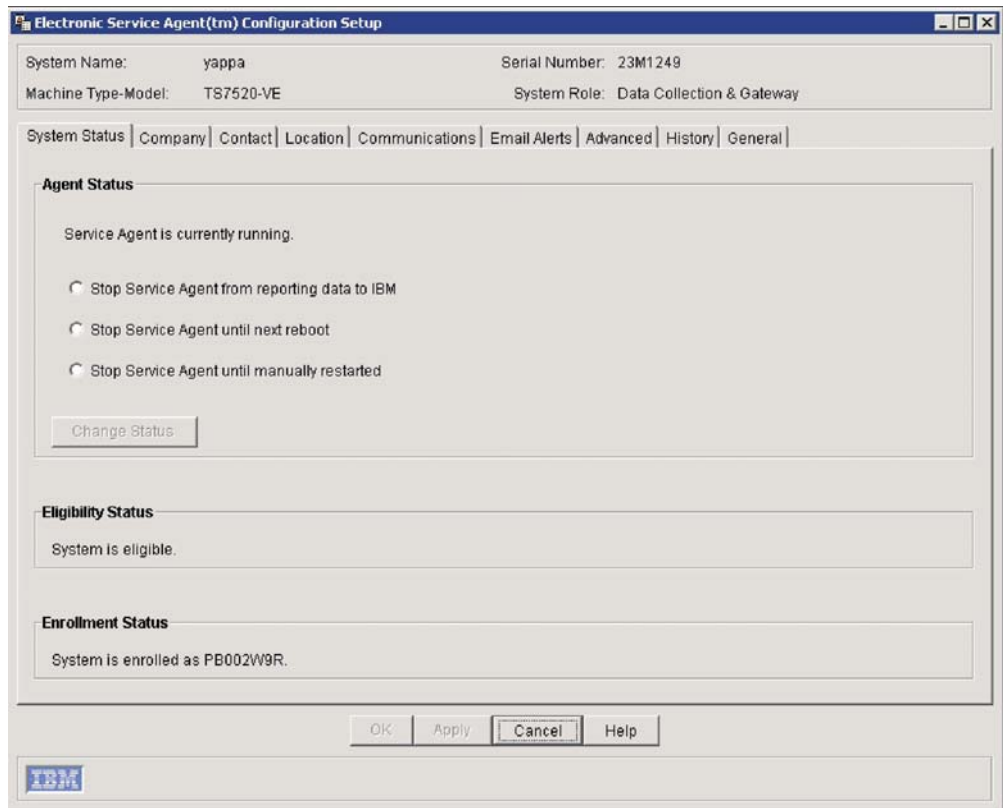 Electronic Service Agent(tm) Configuration Setup
System Name: yappa Serial Number: 23M1249
Machine Type-Model: TS7520-VE System Role: Data Collection & Gateway
System Status Company Contact Location Communications Email Alerts Advanced History General
Agent Status
Service Agent is currently running.
Stop Service Agent from reporting data to IBM
Stop Service Agent until next reboot
Stop Service Agent until manually restarted
Change Status
Eligibility Status
System is eligible.
Enrollment Status
System is enrolled as PB002W9R.
OK Apply Cancel Help
IBM